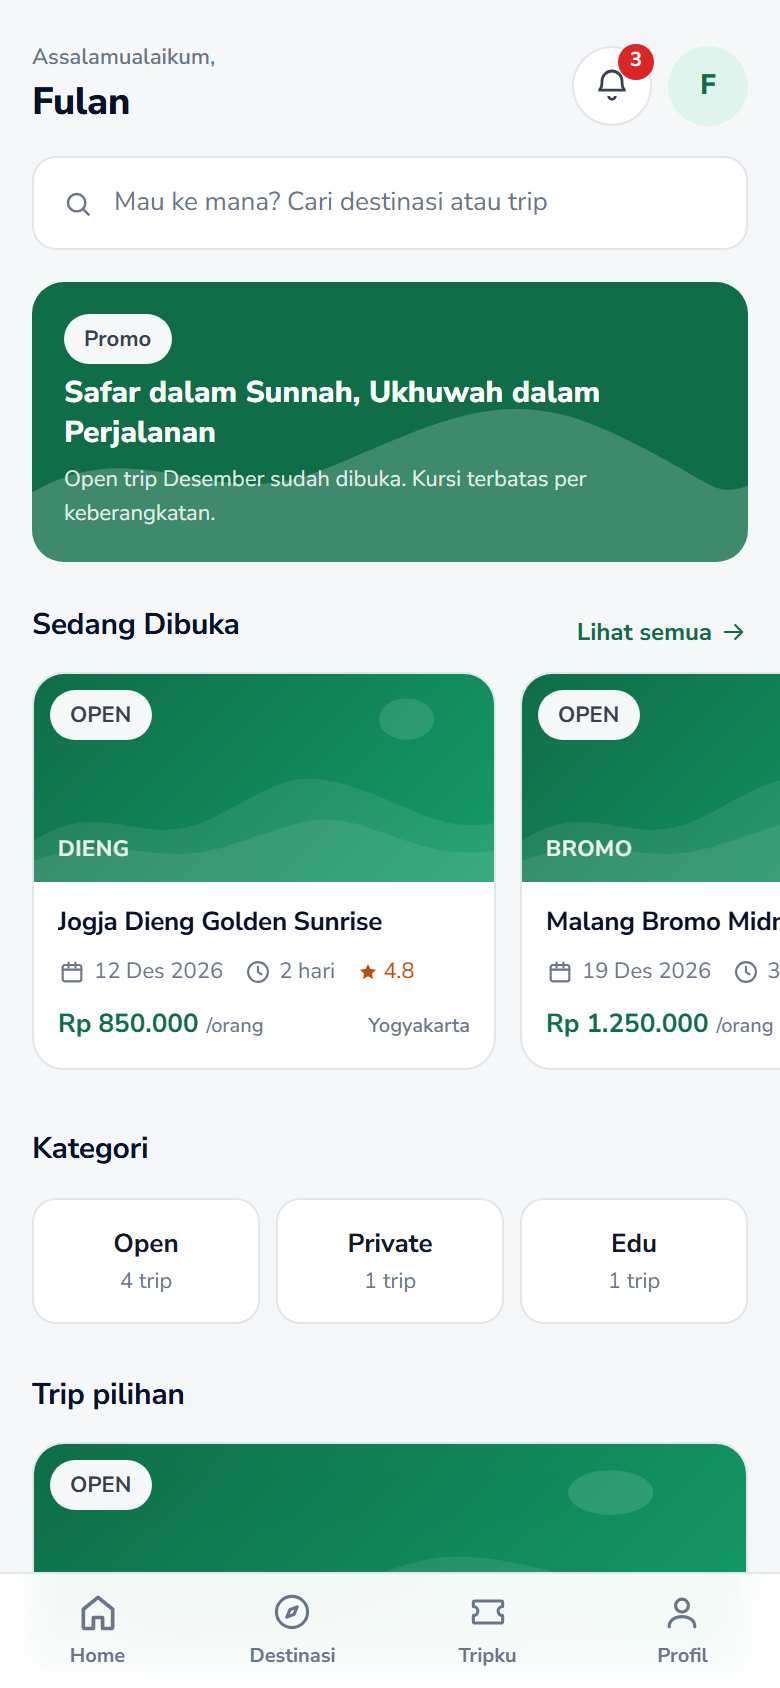 Assalamualaikum,
Fulan
3
F
Mau ke mana? Cari destinasi atau trip
Promo
Safar dalam Sunnah, Ukhuwah dalam
Perjalanan
Open trip Desember sudah dibuka. Kursi terbatas per
keberangkatan.
Sedang Dibuka
Lihat semua →
OPEN
DIENG
Jogja Dieng Golden Sunrise
12 Des 2026 2 hari ★ 4.8
Rp 850.000 /orang Yogyakarta
OPEN
BROMO
Malang Bromo
19 Des 2026 3
Rp 1.250.000 /orang
Kategori
Open
4 trip
Private
1 trip
Edu
1 trip
Trip pilihan
OPEN
Home
Destinasi
Tripku
Profil